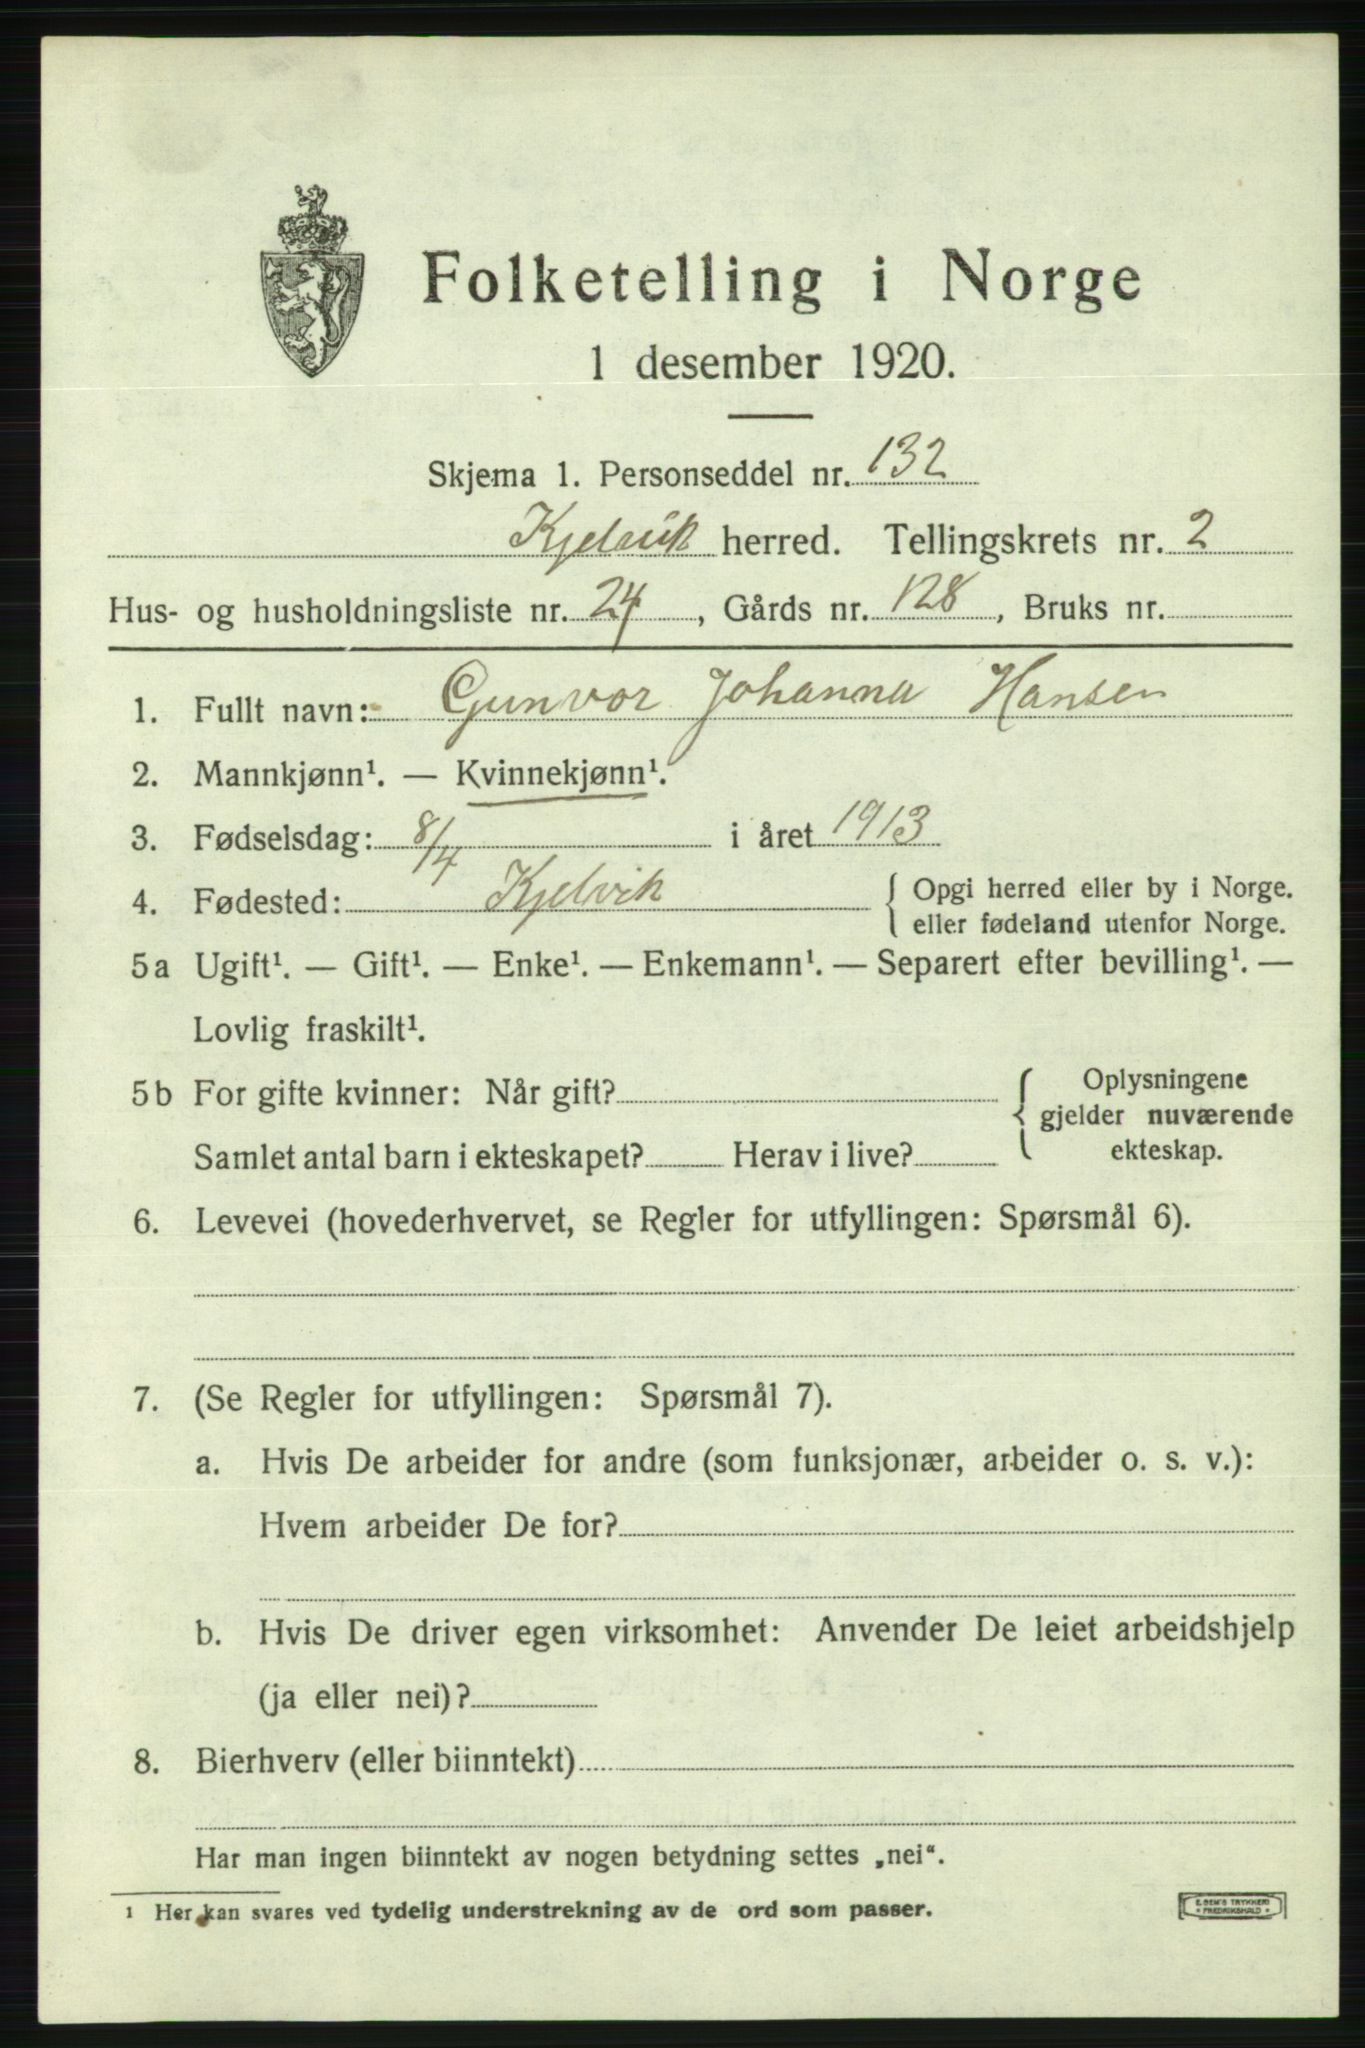 Folketelling i Norge
1 desember 1920.
Skjema 1. Personseddel nr. 132
Kjelvik herred. Tellingskrets nr. 2
Hus- og husholdningsliste nr. 24, Gårds nr. 128, Bruks nr.
1. Fullt navn: Gunvor Johanna Hansen
2. Mannkjønn¹. — Kvinnekjønn¹.
3. Fødselsdag: 8/4 i året 1913
4. Fødested: Kjelvik { Opgi herred eller by i Norge.
eller fødeland utenfor Norge.
5a Ugift¹. — Gift¹. — Enke¹. — Enkemann¹. — Separert efter bevilling¹. —
Lovlig fraskilt¹.
5b For gifte kvinner: Når gift? { Oplysningene
gjelder nuværende
ekteskap.
Samlet antal barn i ekteskapet? Herav i live?
6. Levevei (hovederhvervet, se Regler for utfyllingen: Spørsmål 6).
7. (Se Regler for utfyllingen: Spørsmål 7).
a. Hvis De arbeider for andre (som funksjonær, arbeider o. s. v.):
Hvem arbeider De for?
b. Hvis De driver egen virksomhet: Anvender De leiet arbeidshjelp
(ja eller nei)?
8. Bierhverv (eller biinntekt)
Har man ingen biinntekt av nogen betydning settes „nei“.
1 Her kan svares ved tydelig understrekning av de ord som passer.
E. SEM'S TRYKKERI
FREDRIKSHALD